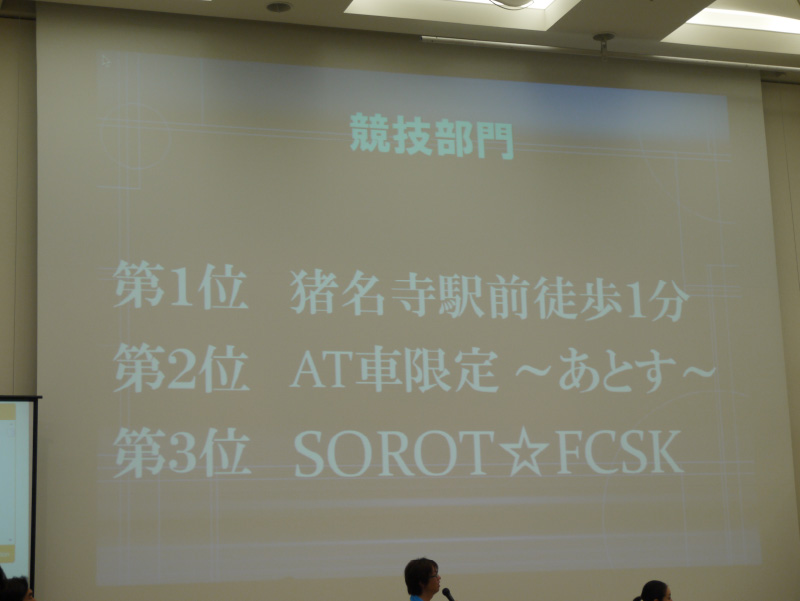 競技部門
第1位 猪名寺駅前徒歩1分
第2位 AT車限定 ～あとす～
第3位 SOROT☆FCSK